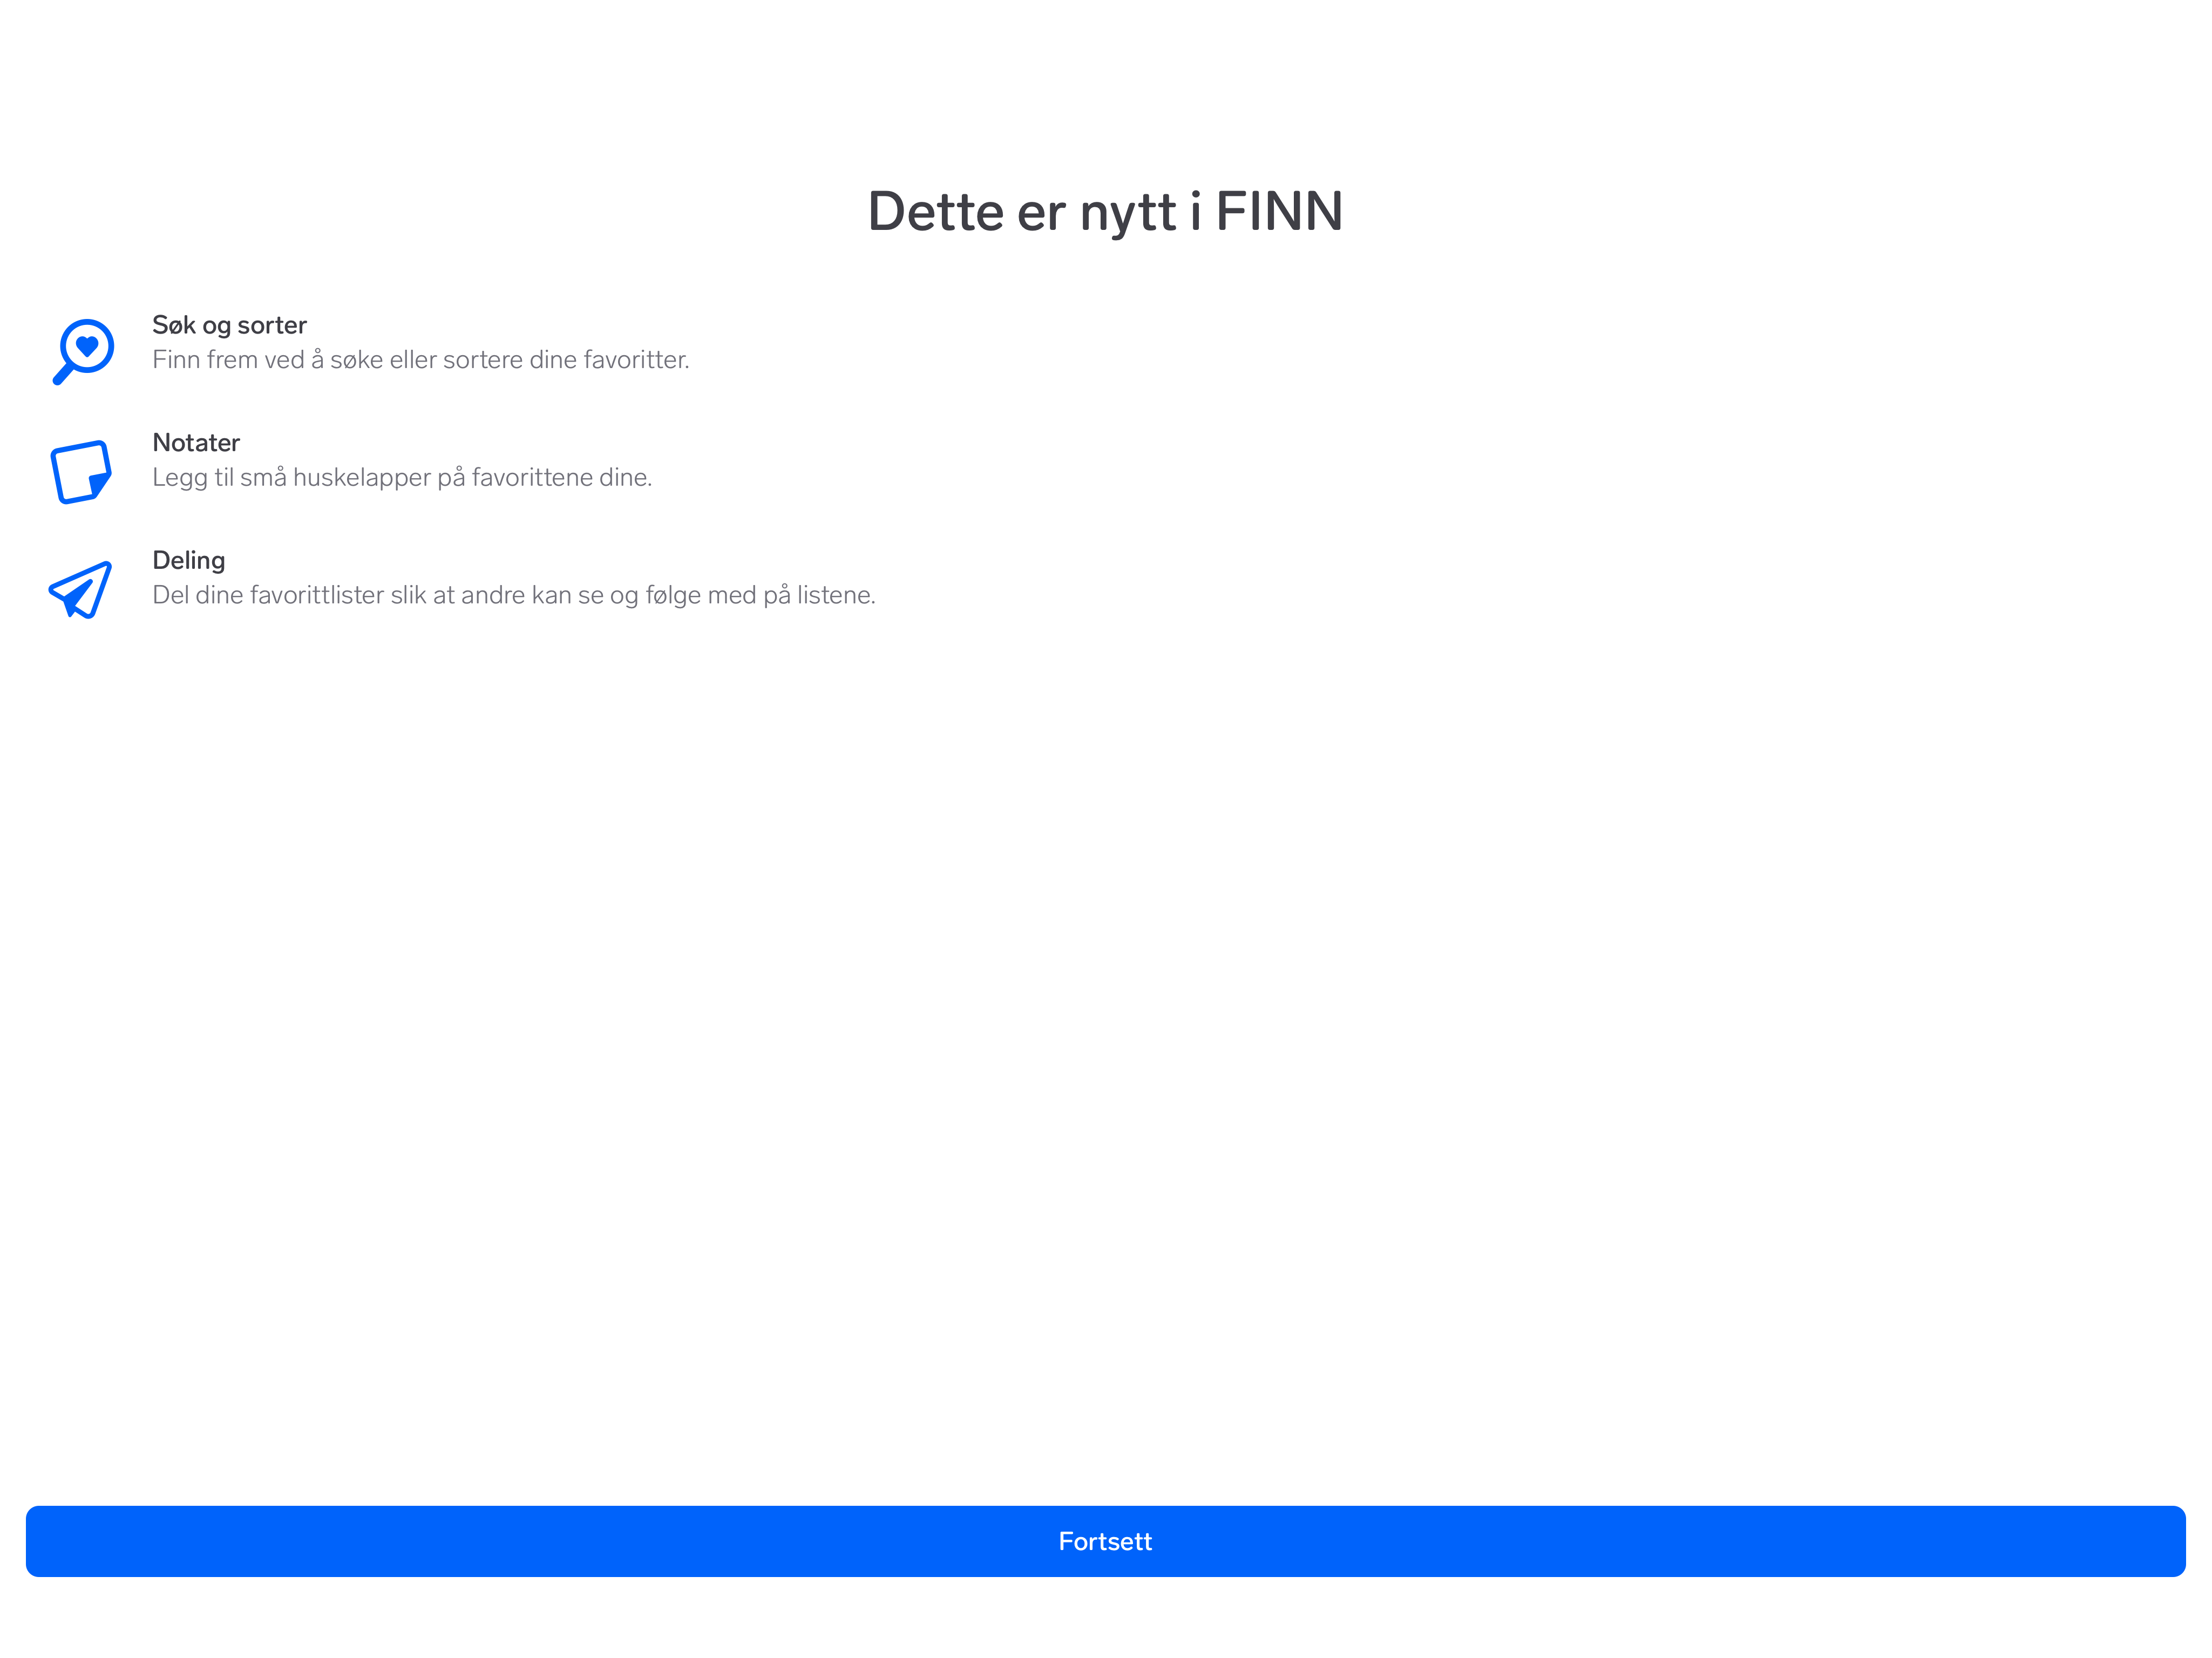 Dette er nytt i FINN
Søk og sorter
Finn frem ved å søke eller sortere dine favoritter.
Notater
Legg til små huskelapper på favorittene dine.
Deling
Del dine favorittlister slik at andre kan se og følge med på listene.
Fortsett